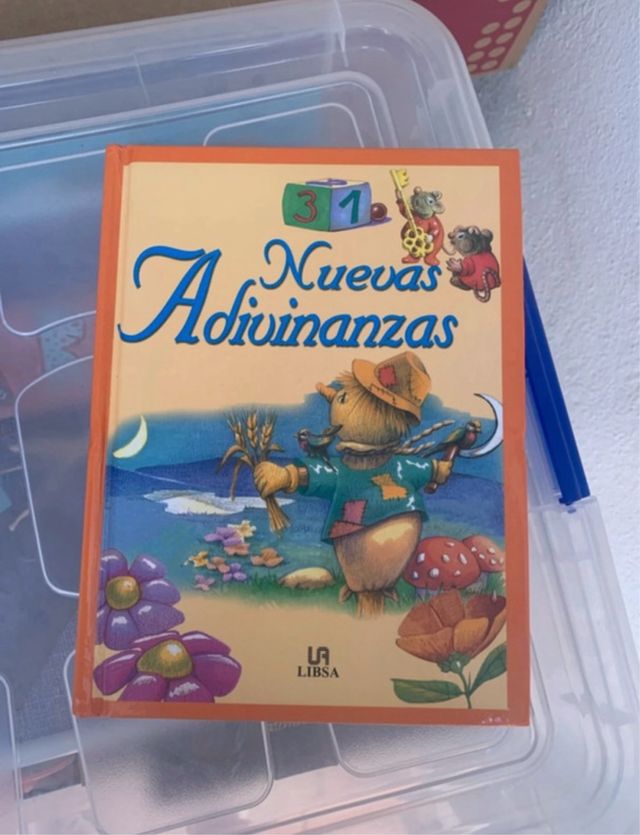 3 1
Nuevas
Adivinanzas
LIBSA